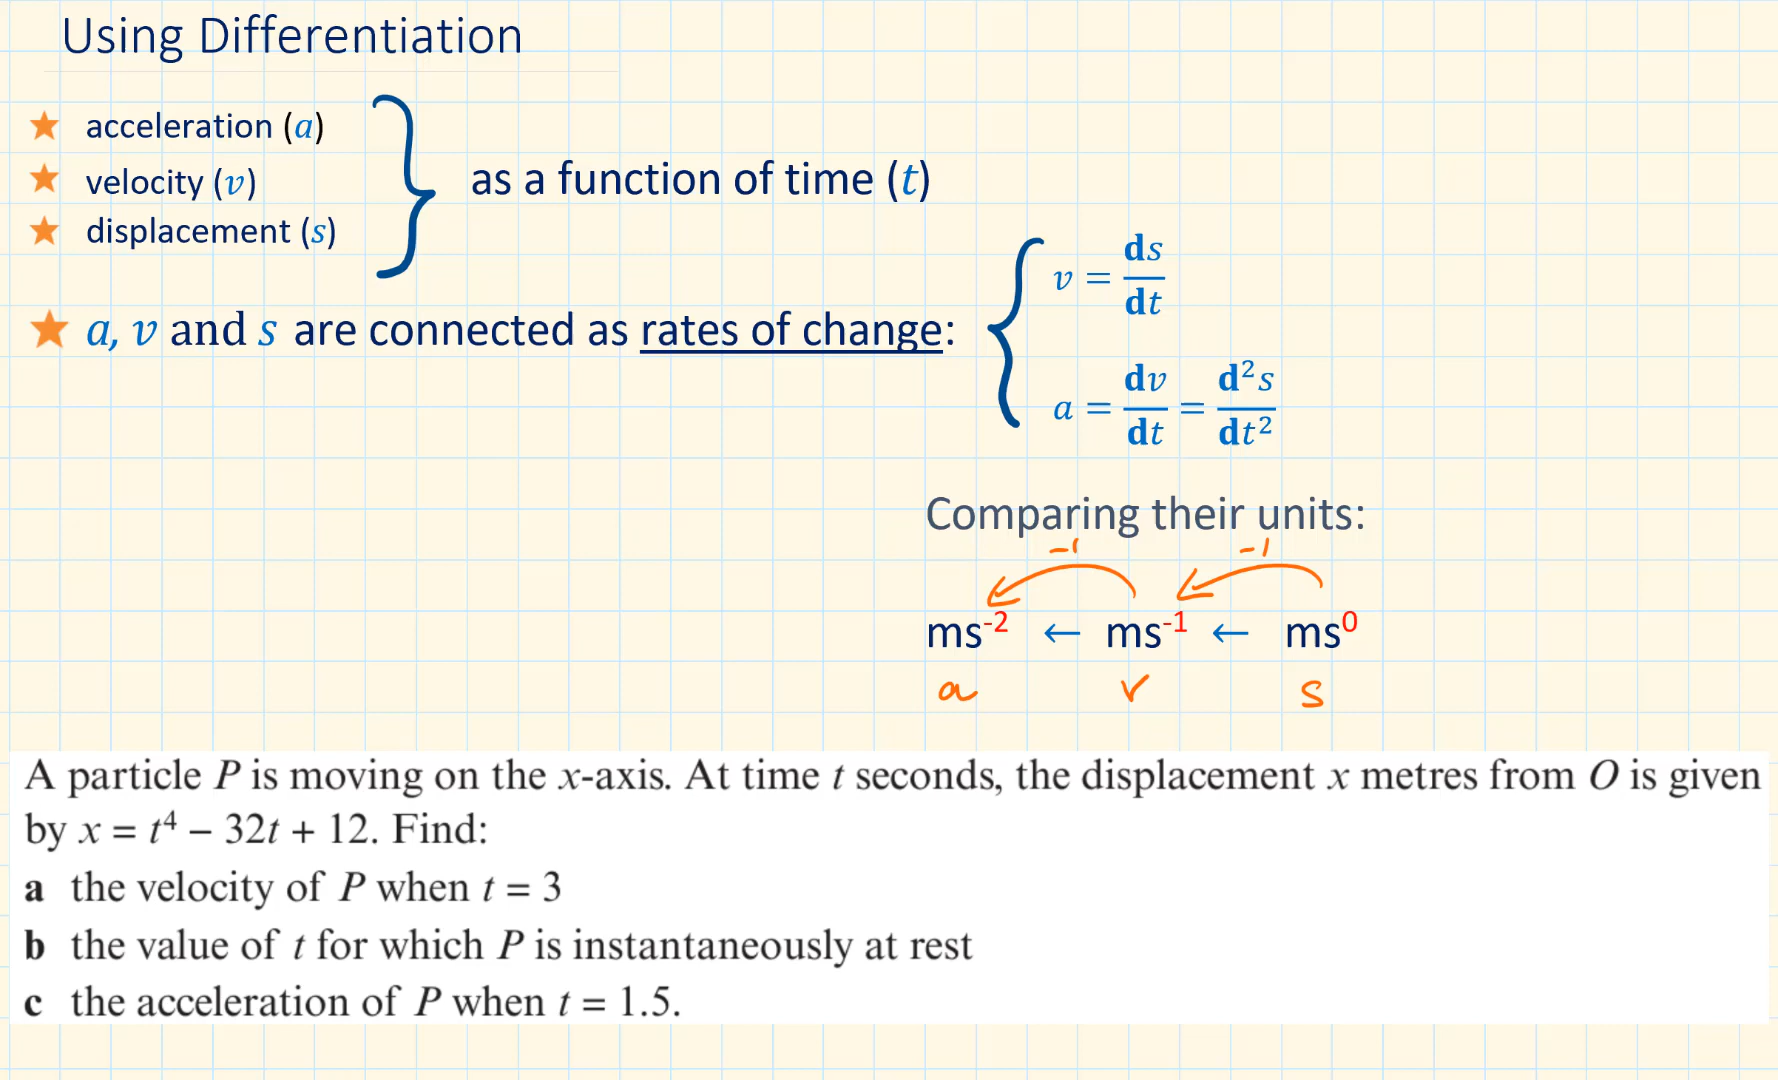 Using Differentiation
acceleration (a)
velocity (v)
displacement (s)
as a function of time (t)
a, v and s are connected as rates of change:
v = ds/dt
a = dv/dt = d²s/dt²
Comparing their units:
-1 -1
ms⁻² ← ms⁻¹ ← ms⁰
a v s
A particle P is moving on the x-axis. At time t seconds, the displacement x metres from O is given
by x = t⁴ – 32t + 12. Find:
a the velocity of P when t = 3
b the value of t for which P is instantaneously at rest
c the acceleration of P when t = 1.5.